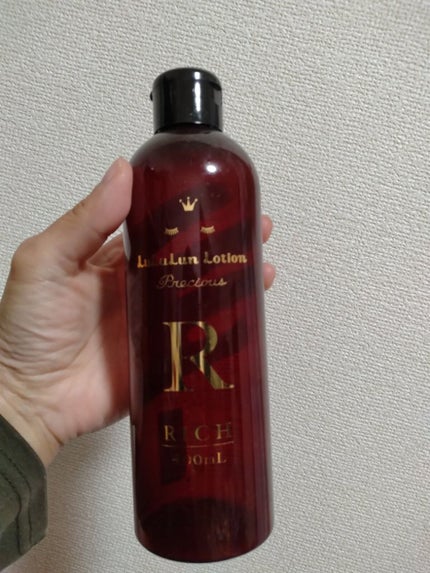 LuLuLun Lotion
Precious
R
RICH